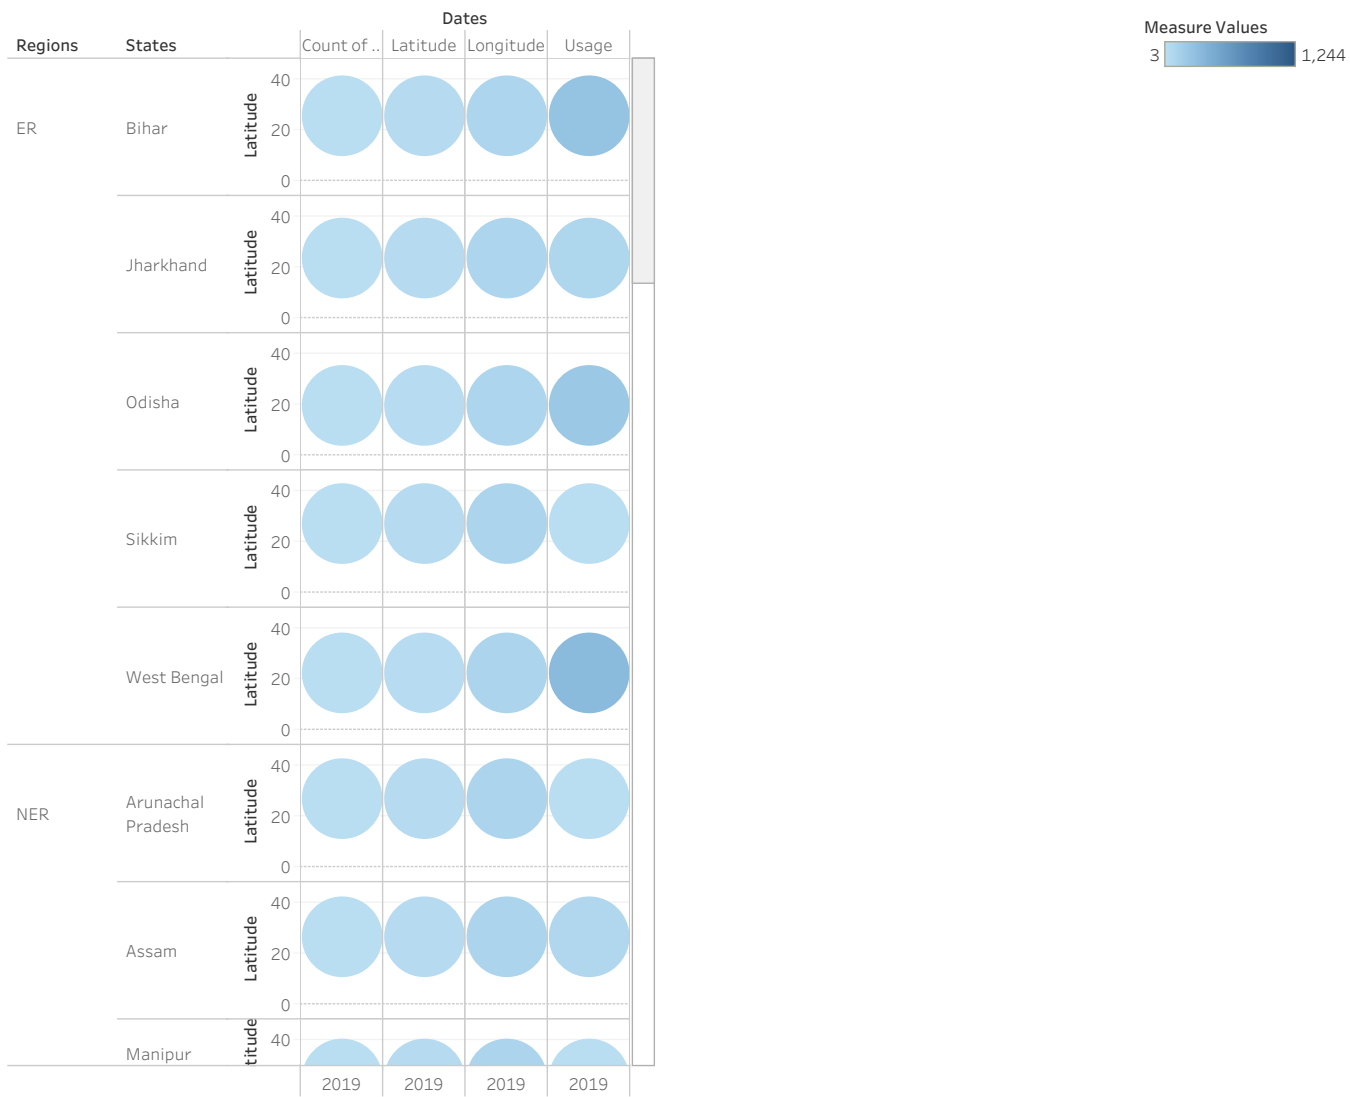 Dates
Regions States Count of .. Latitude Longitude Usage
Measure Values
3 1,244
ER Bihar Latitude 40 20 0
Jharkhand Latitude 40 20 0
Odisha Latitude 40 20 0
Sikkim Latitude 40 20 0
West Bengal Latitude 40 20 0
NER Arunachal Pradesh Latitude 40 20 0
Assam Latitude 40 20 0
Manipur titude 40
2019 2019 2019 2019